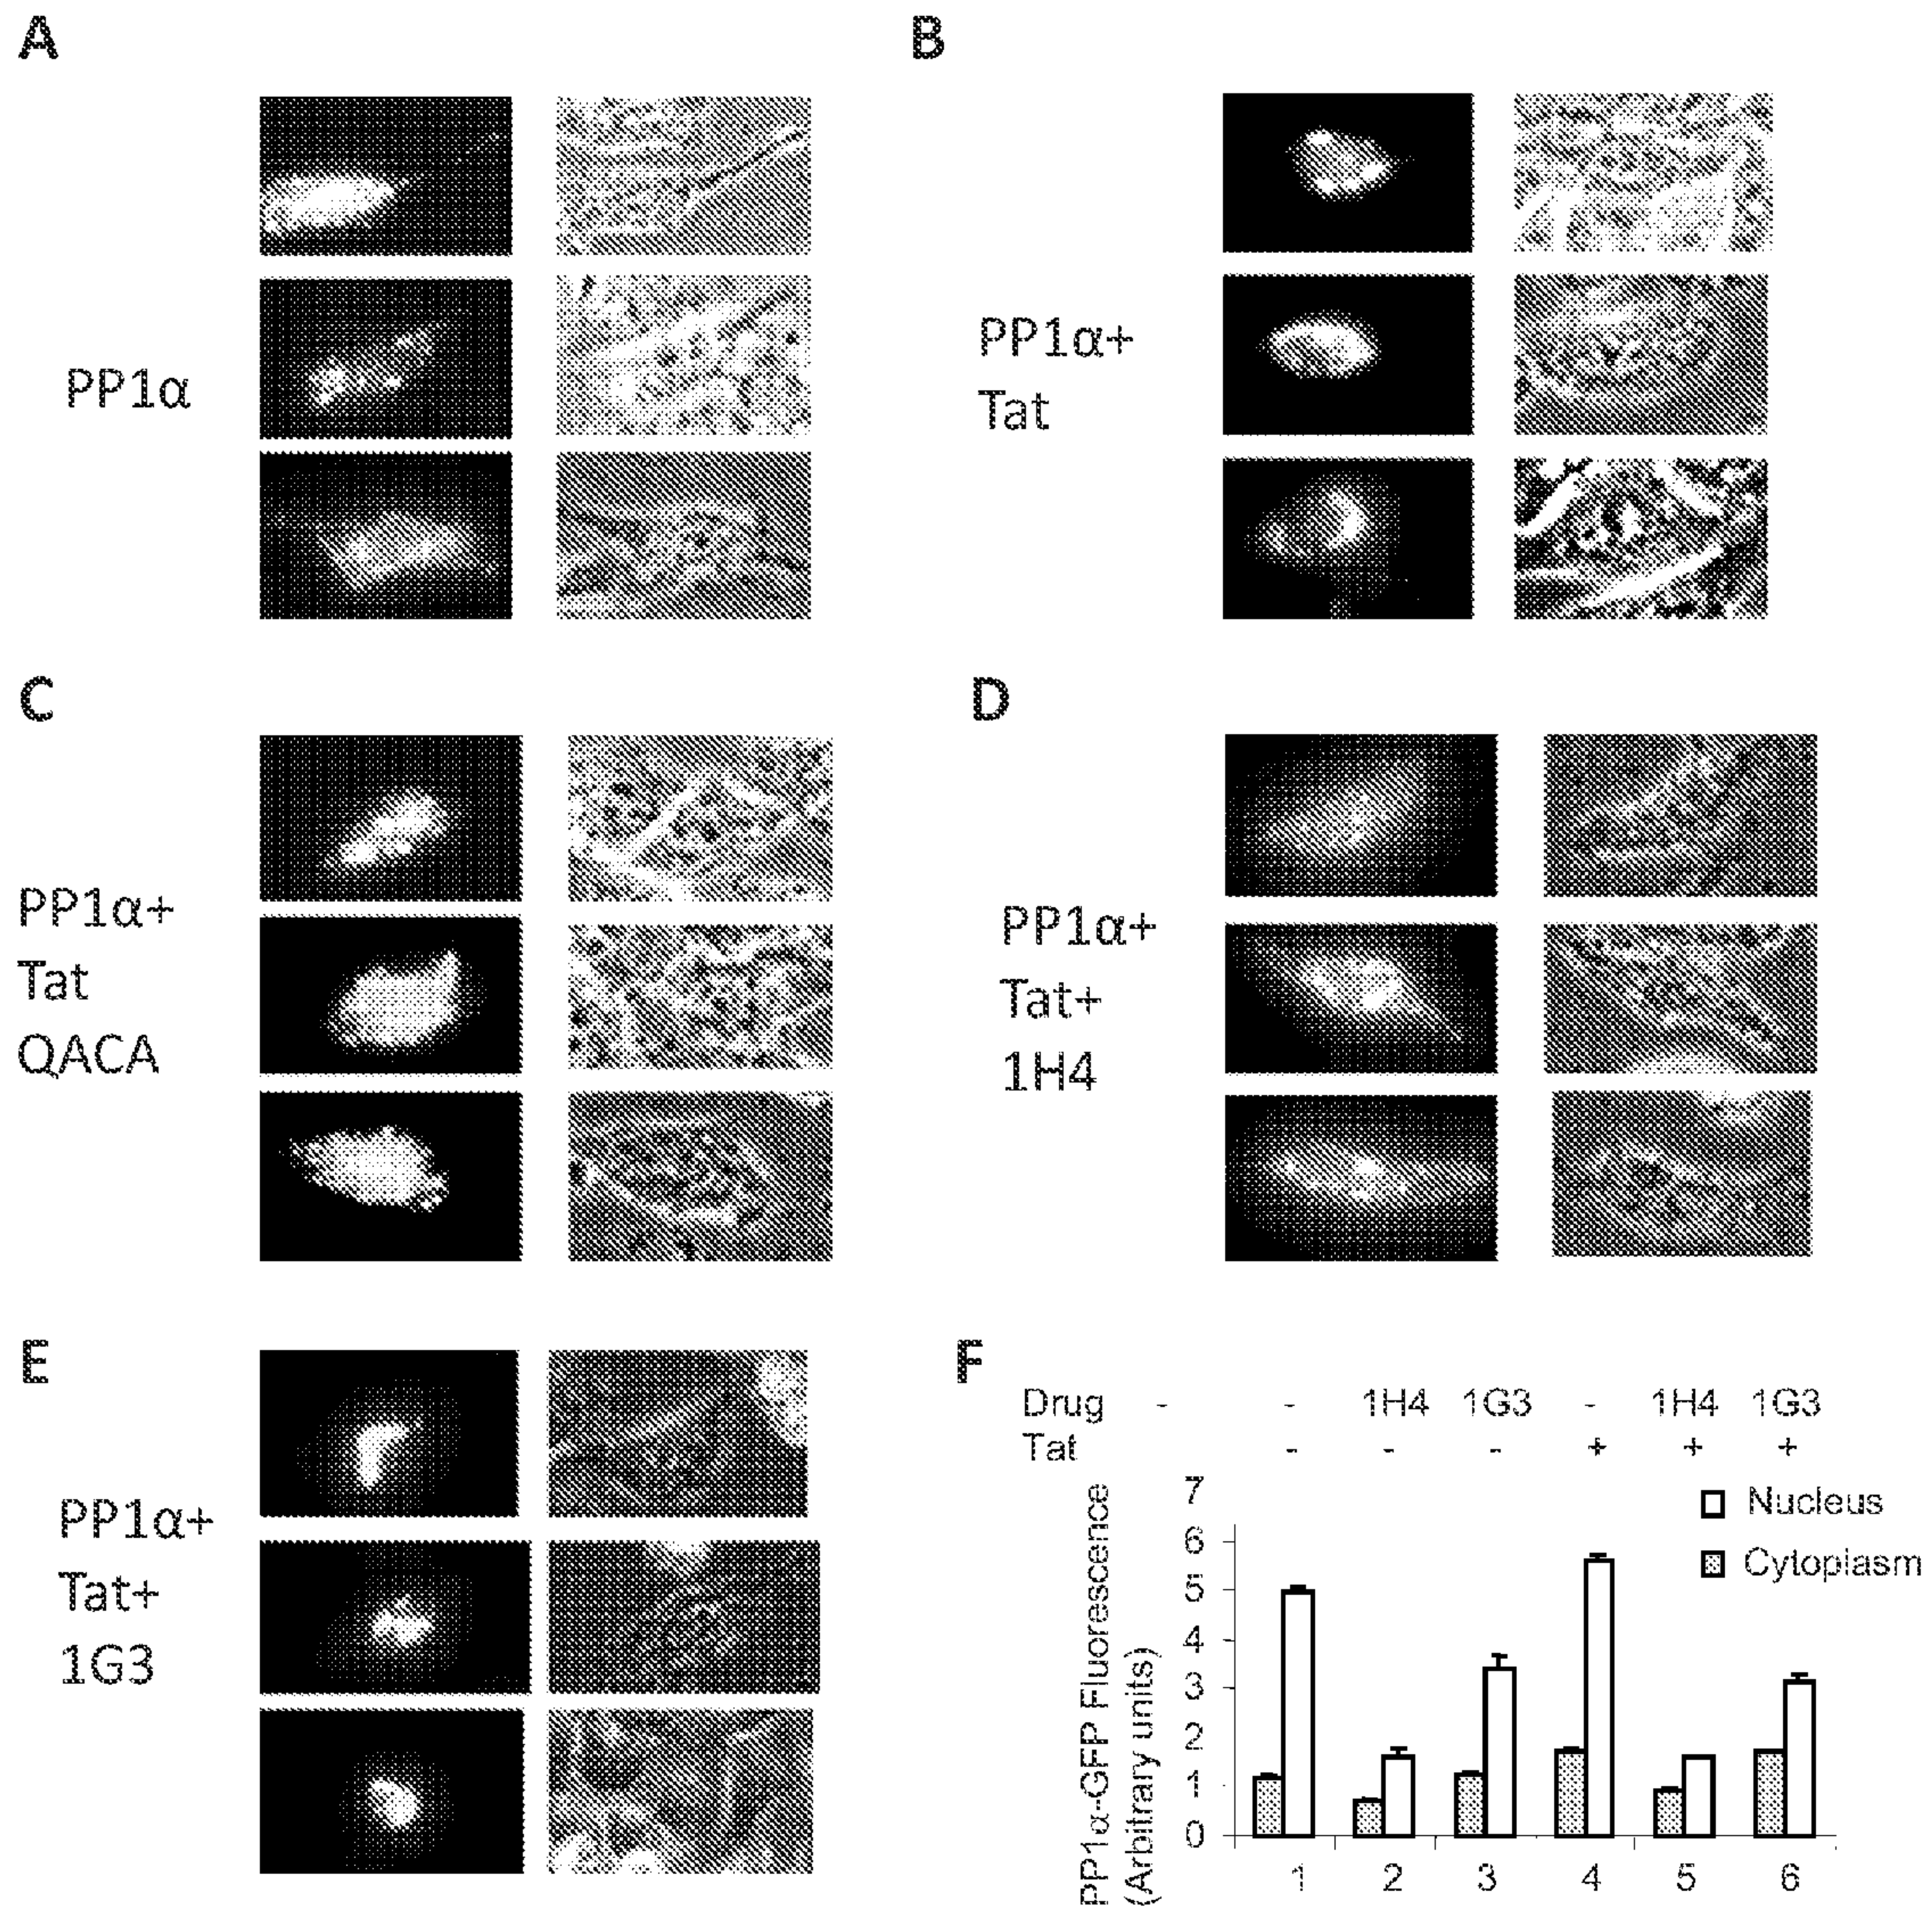 A
B
PP1α
PP1α+
Tat
C
D
PP1α+
Tat
QACA
PP1α+
Tat+
1H4
E
F
PP1α+
Tat+
1G3
Drug - - 1H4 1G3 - 1H4 1G3
Tat - - - + + +
PP1α-GFP Fluorescence
(Arbitrary units)
7
6
5
4
3
2
1
0
Nucleus
Cytoplasm
1 2 3 4 5 6